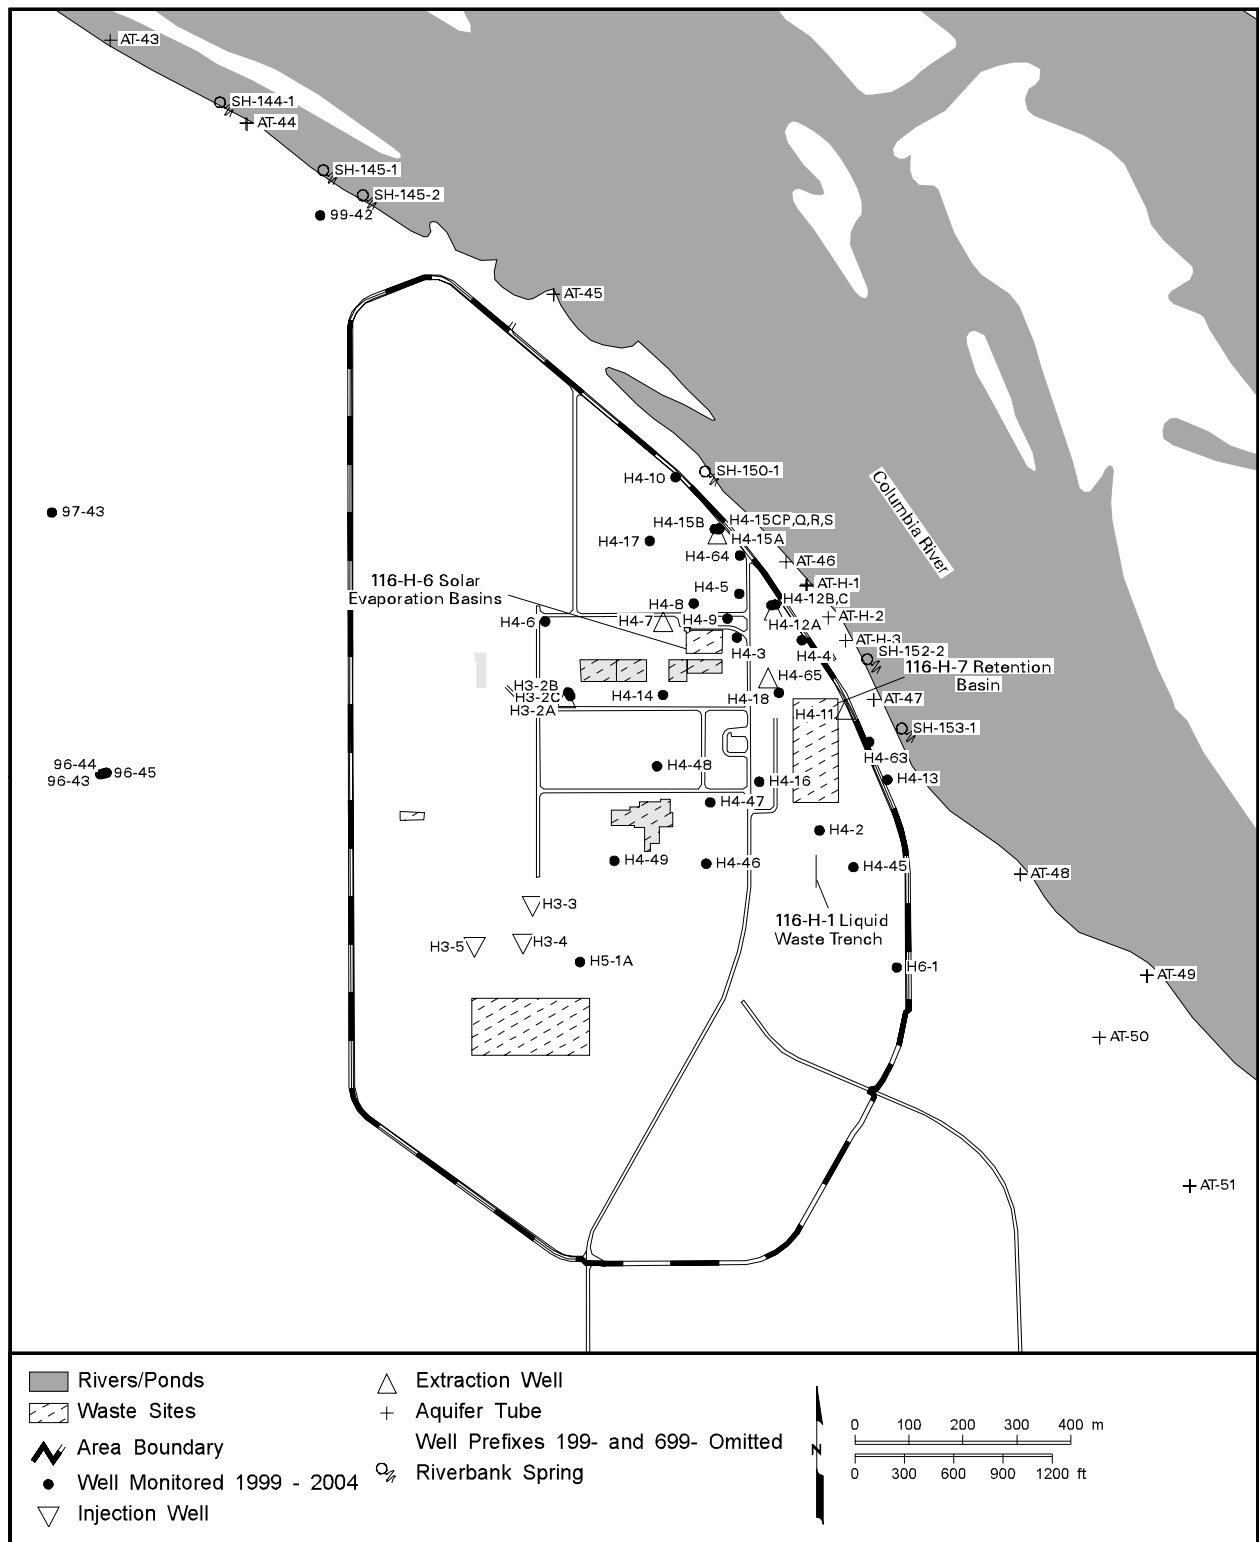 AT-43
SH-144-1
AT-44
SH-145-1
SH-145-2
99-42
AT-45
SH-150-1
H4-10
Columbia River
97-43
H4-15B
H4-15CP,Q,R,S
H4-15A
H4-17
H4-64
AT-46
116-H-6 Solar
Evaporation Basins
H4-5
AT-H-1
H4-8
H4-12B,C
H4-6
H4-7
H4-9
H4-12A
AT-H-2
H4-3
H4-4
AT-H-3
SH-152-2
116-H-7 Retention
Basin
1
H4-65
H3-2B
H3-2C
H3-2A
H4-14
H4-18
H4-11
AT-47
SH-153-1
H4-63
96-44
96-43
96-45
H4-48
H4-16
H4-13
H4-47
H4-2
H4-49
H4-46
H4-45
AT-48
H3-3
116-H-1 Liquid
Waste Trench
H3-5
H3-4
H5-1A
H6-1
AT-49
AT-50
AT-51
Rivers/Ponds
Waste Sites
Area Boundary
Well Monitored 1999 - 2004
Injection Well
Extraction Well
Aquifer Tube
Well Prefixes 199- and 699- Omitted
Riverbank Spring
N
0 100 200 300 400 m
0 300 600 900 1200 ft